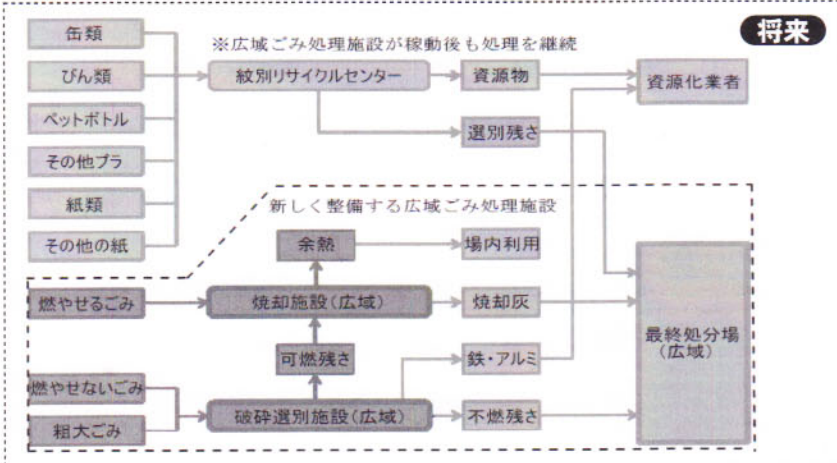 将来
缶類
※広域ごみ処理施設が稼動後も処理を継続
びん類
紋別リサイクルセンター
資源物
資源化業者
ペットボトル
選別残さ
その他プラ
紙類
新しく整備する広域ごみ処理施設
その他の紙
余熱
場内利用
燃やせるごみ
焼却施設(広域)
焼却灰
最終処分場
(広域)
可燃残さ
鉄・アルミ
燃やせないごみ
粗大ごみ
破砕選別施設(広域)
不燃残さ